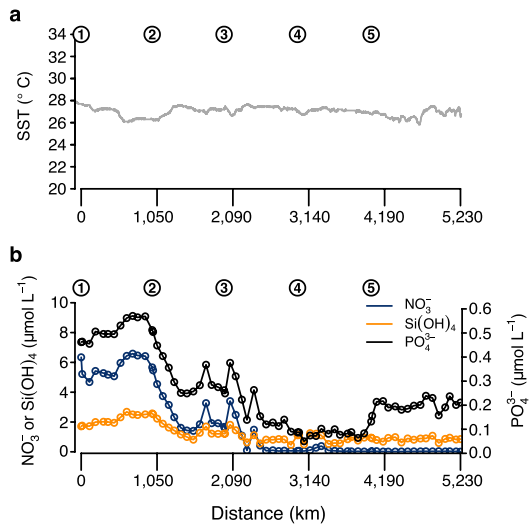 a
1 2 3 4 5
34
32
30
28
26
24
22
20
SST (° C)
0 1,050 2,090 3,140 4,190 5,230
b
1 2 3 4 5
10
8
6
4
2
0
NO₃⁻ or Si(OH)₄ (μmol L⁻¹)
NO₃⁻
Si(OH)₄
PO₄³⁻
0.6
0.5
0.4
0.3
0.2
0.1
0.0
PO₄³⁻ (μmol L⁻¹)
0 1,050 2,090 3,140 4,190 5,230
Distance (km)